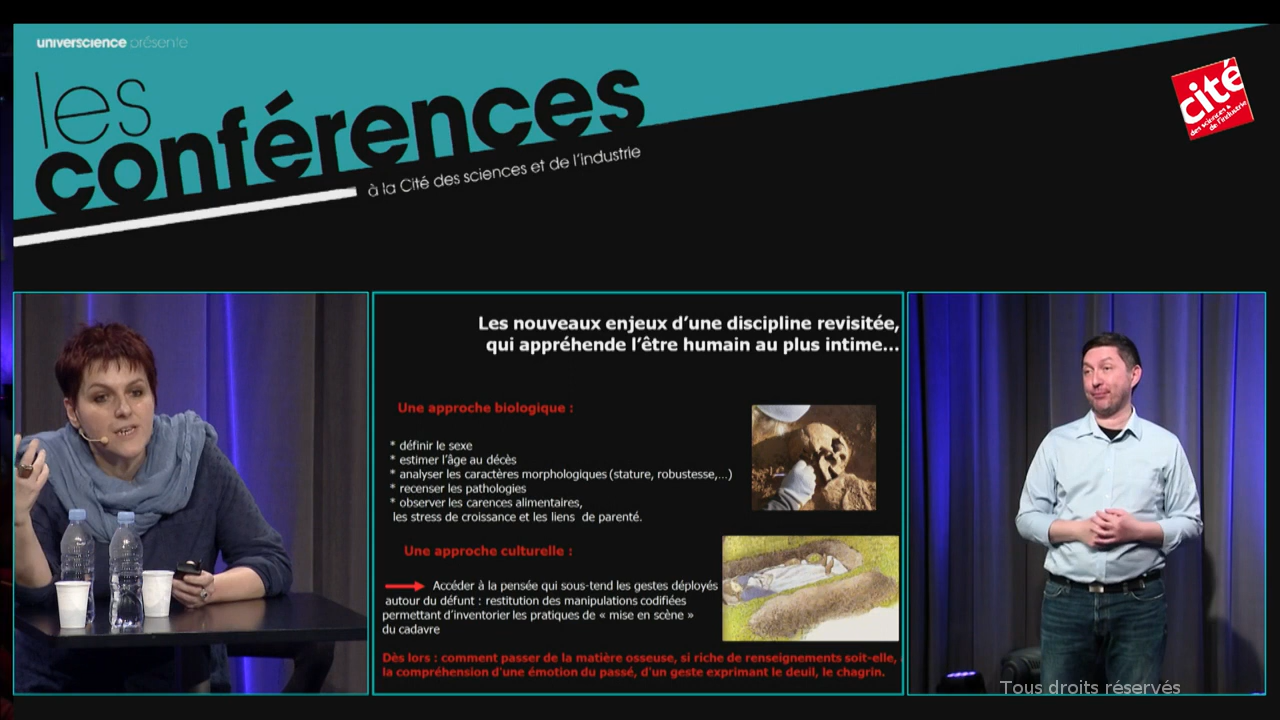 universcience présente
les
conférences
à la Cité des sciences et de l'industrie
cité
des sciences &
de l'industrie
Les nouveaux enjeux d'une discipline revisitée,
qui appréhende l'être humain au plus intime...
Une approche biologique :
* définir le sexe
* estimer l'âge au décès
* analyser les caractères morphologiques (stature, robustesse,...)
* recenser les pathologies
* observer les carences alimentaires,
les stress de croissance et les liens de parenté.
Une approche culturelle :
Accéder à la pensée qui sous-tend les gestes déployés
autour du défunt : restitution des manipulations codifiées
permettant d'inventorier les pratiques de « mise en scène »
du cadavre
Dès lors : comment passer de la matière osseuse, si riche de renseignements soit-elle,
la compréhension d'une émotion du passé, d'un geste exprimant le deuil, le chagrin.
Tous droits réservés